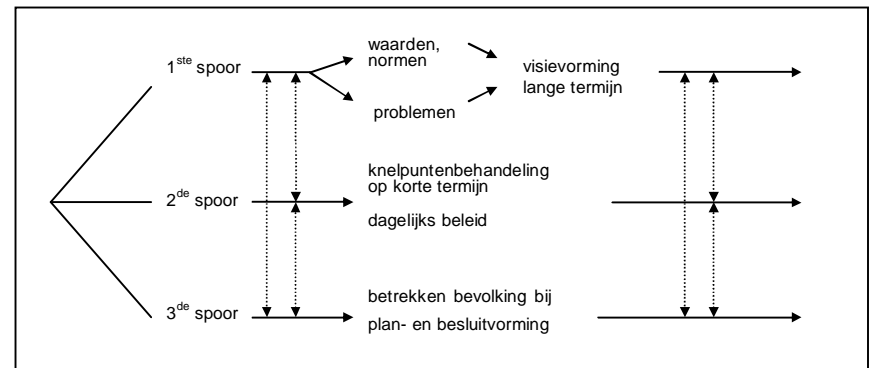 1ste spoor
waarden,
normen
problemen
visievorming
lange termijn
2de spoor
knelpuntenbehandeling
op korte termijn
dagelijks beleid
3de spoor
betrekken bevolking bij
plan- en besluitvorming